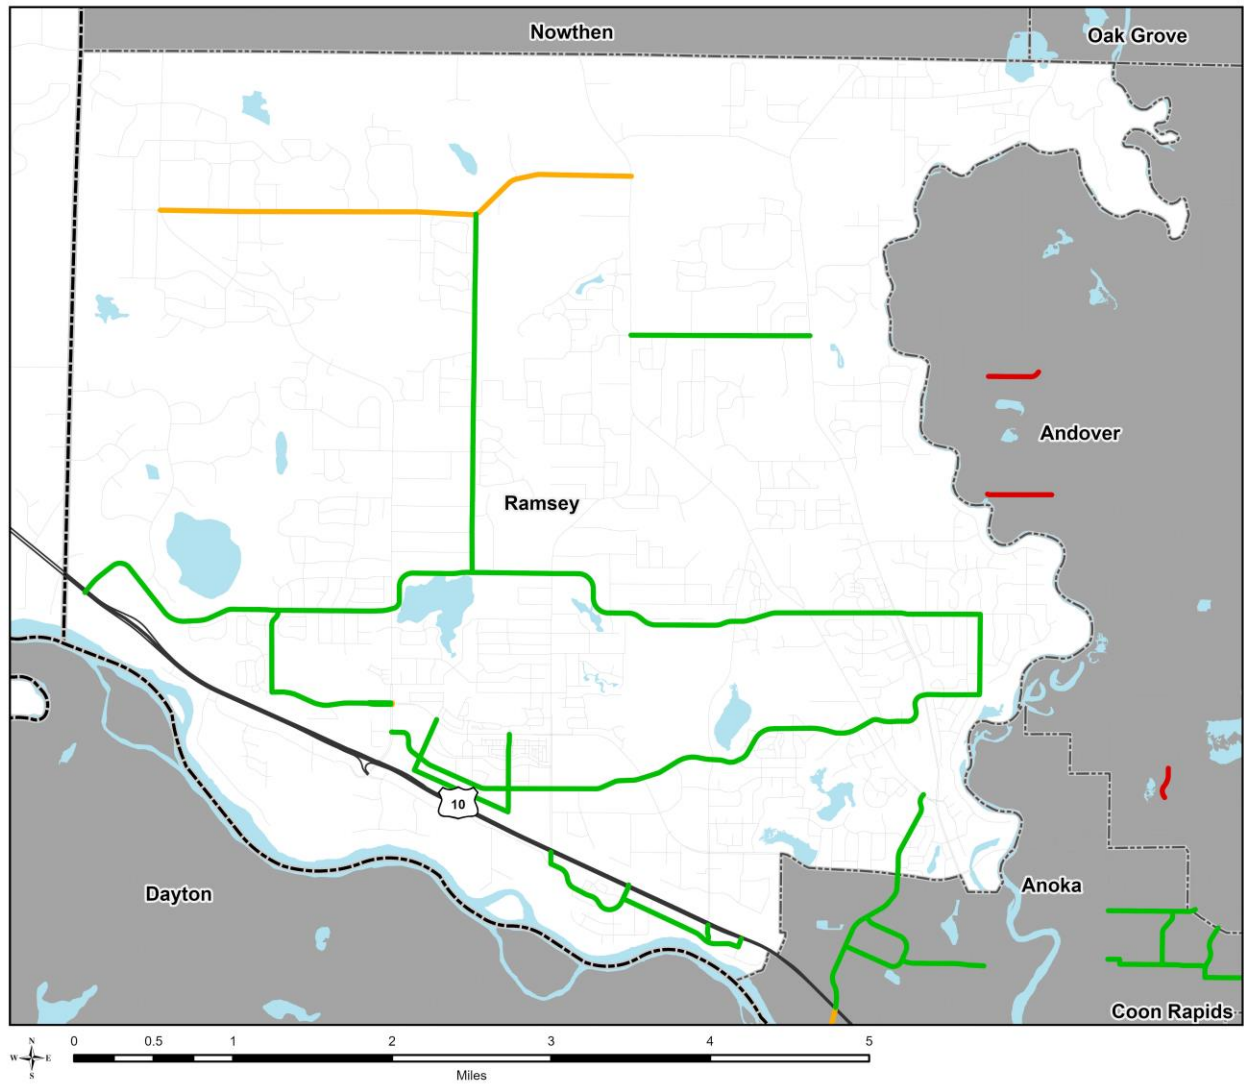 Nowthen
Oak Grove
Andover
Ramsey
10
Dayton
Anoka
Coon Rapids
N
W E
S
0 0.5 1 2 3 4 5
Miles